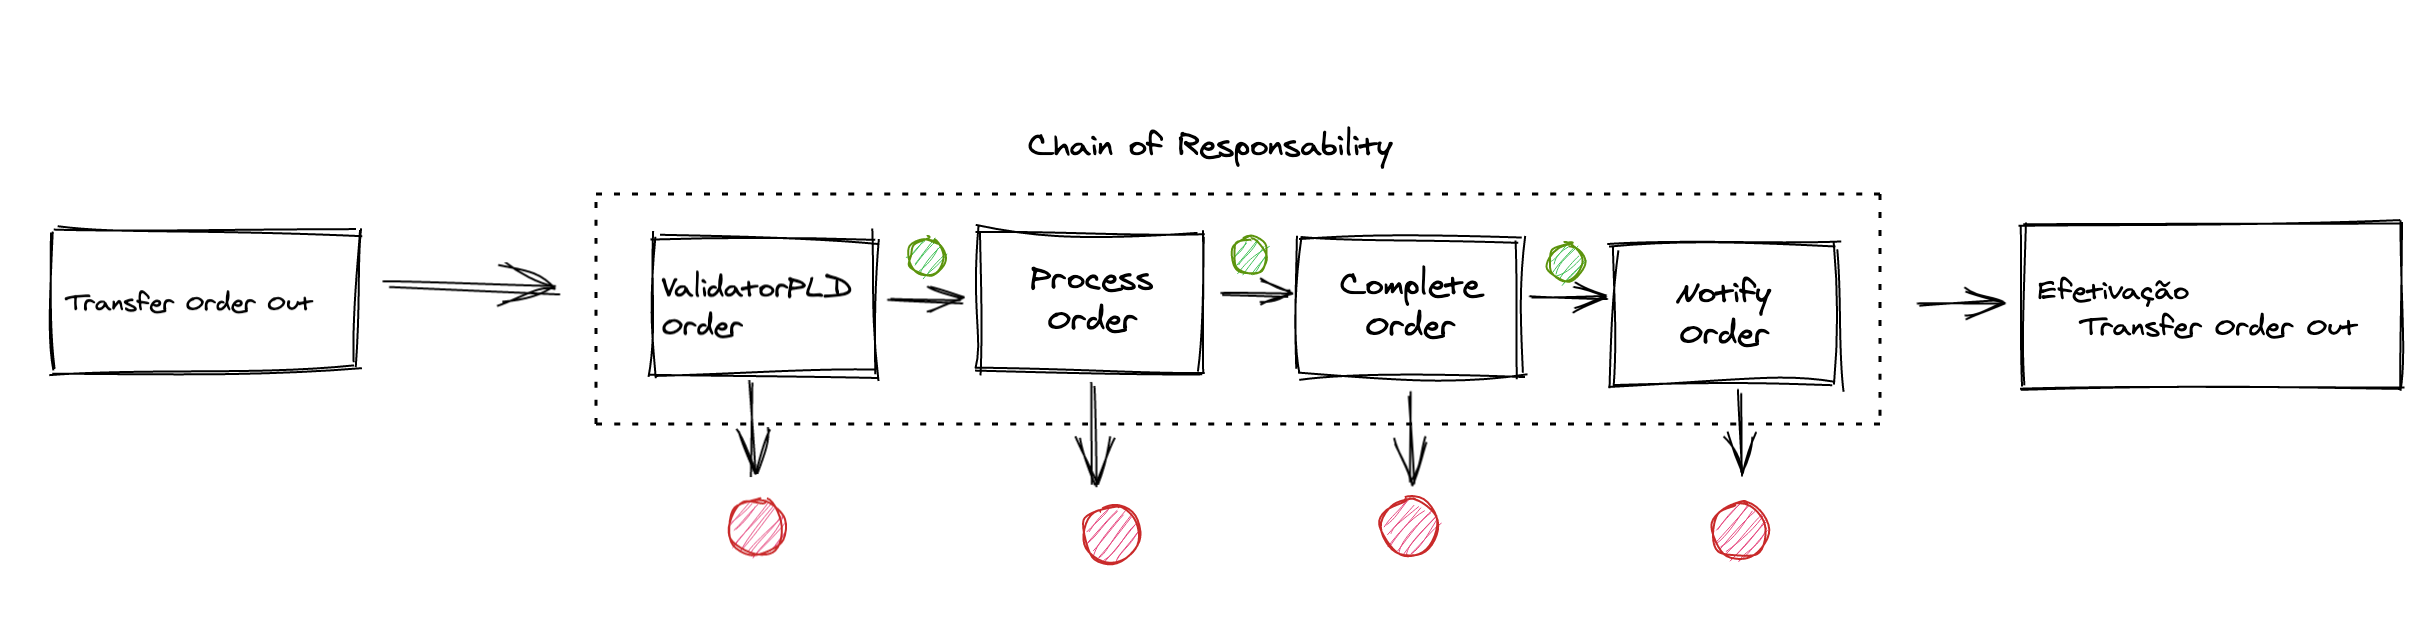 Chain of Responsability
Transfer Order Out
ValidatorPLD
Order
Process
Order
Complete
Order
Notify
Order
Efetivação
Transfer Order Out